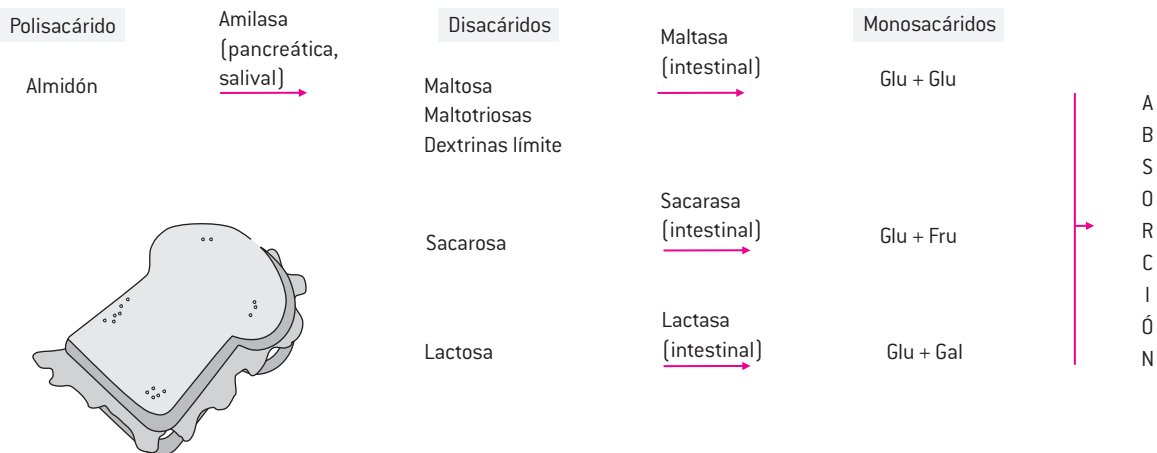 Polisacárido
Amilasa
(pancreática,
salival)
Disacáridos
Maltasa
(intestinal)
Monosacáridos
Almidón
Maltosa
Maltotriosas
Dextrinas límite
Glu + Glu
Sacarosa
Sacarasa
(intestinal)
Glu + Fru
Lactosa
Lactasa
(intestinal)
Glu + Gal
A
B
S
O
R
C
I
Ó
N